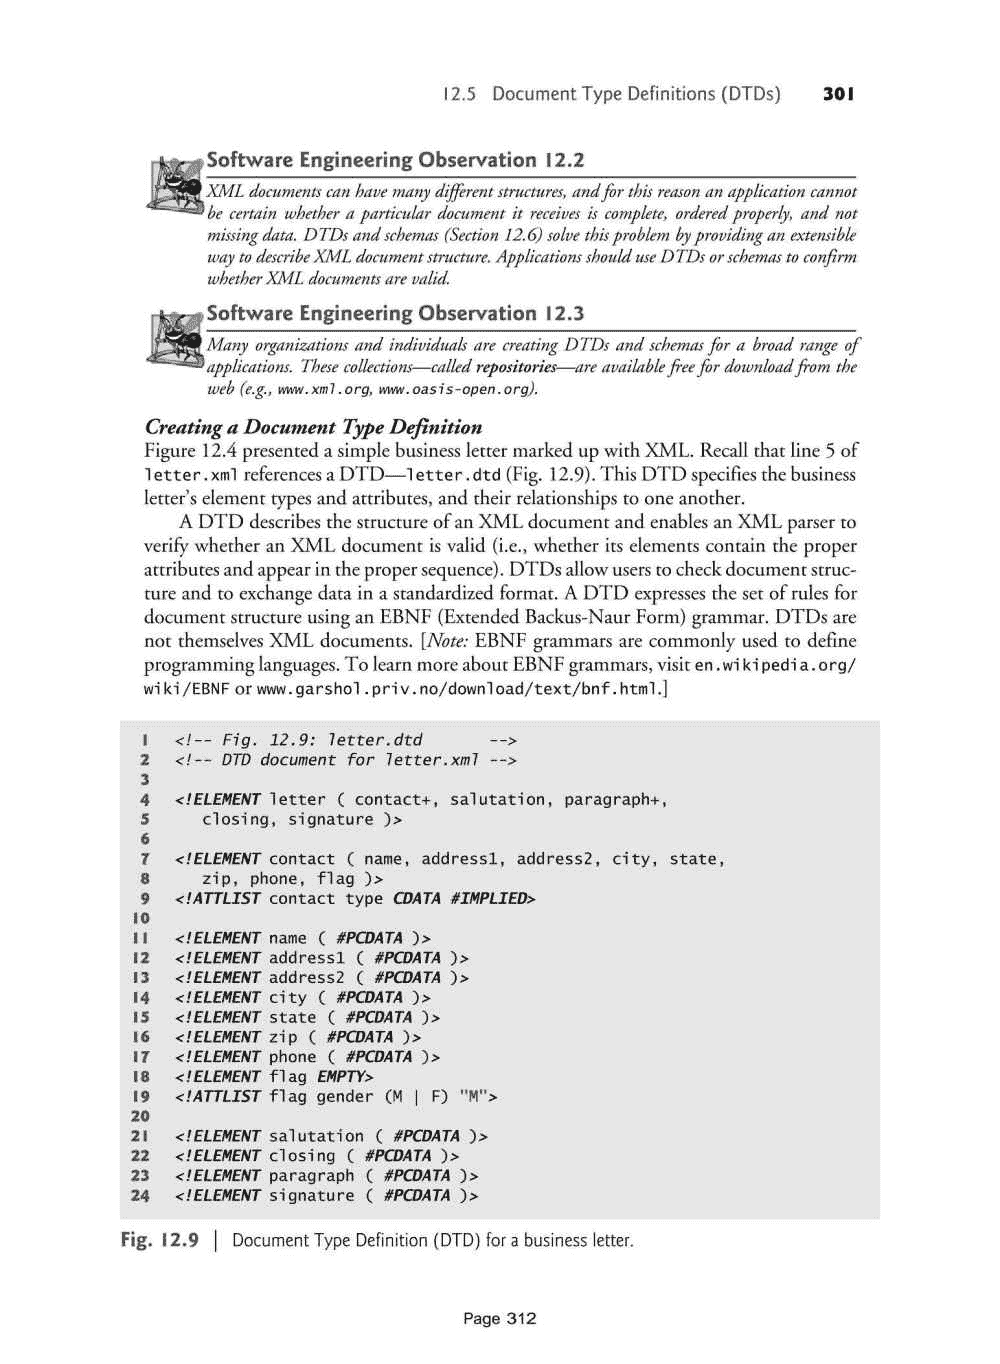 12.5 Document Type Definitions (DTDs) 301
Software Engineering Observation 12.2
XML documents can have many different structures, and for this reason an application cannot
be certain whether a particular document it receives is complete, ordered properly, and not
missing data. DTDs and schemas (Section 12.6) solve this problem by providing an extensible
way to describe XML document structure. Applications should use DTDs or schemas to confirm
whether XML documents are valid.
Software Engineering Observation 12.3
Many organizations and individuals are creating DTDs and schemas for a broad range of
applications. These collections—called repositories—are available free for download from the
web (e.g., www.xml.org, www.oasis-open.org).
Creating a Document Type Definition
Figure 12.4 presented a simple business letter marked up with XML. Recall that line 5 of
letter.xml references a DTD—letter.dtd (Fig. 12.9). This DTD specifies the business
letter's element types and attributes, and their relationships to one another.
A DTD describes the structure of an XML document and enables an XML parser to
verify whether an XML document is valid (i.e., whether its elements contain the proper
attributes and appear in the proper sequence). DTDs allow users to check document struc-
ture and to exchange data in a standardized format. A DTD expresses the set of rules for
document structure using an EBNF (Extended Backus-Naur Form) grammar. DTDs are
not themselves XML documents. [Note: EBNF grammars are commonly used to define
programming languages. To learn more about EBNF grammars, visit en.wikipedia.org/
wiki/EBNF or www.garshol.priv.no/download/text/bnf.html.]
1 <!-- Fig. 12.9: letter.dtd -->
2 <!-- DTD document for letter.xml -->
3
4 <!ELEMENT letter ( contact+, salutation, paragraph+,
5 closing, signature )>
6
7 <!ELEMENT contact ( name, address1, address2, city, state,
8 zip, phone, flag )>
9 <!ATTLIST contact type CDATA #IMPLIED>
10
11 <!ELEMENT name ( #PCDATA )>
12 <!ELEMENT address1 ( #PCDATA )>
13 <!ELEMENT address2 ( #PCDATA )>
14 <!ELEMENT city ( #PCDATA )>
15 <!ELEMENT state ( #PCDATA )>
16 <!ELEMENT zip ( #PCDATA )>
17 <!ELEMENT phone ( #PCDATA )>
18 <!ELEMENT flag EMPTY>
19 <!ATTLIST flag gender (M | F) "M">
20
21 <!ELEMENT salutation ( #PCDATA )>
22 <!ELEMENT closing ( #PCDATA )>
23 <!ELEMENT paragraph ( #PCDATA )>
24 <!ELEMENT signature ( #PCDATA )>
Fig. 12.9 | Document Type Definition (DTD) for a business letter.
Page 312